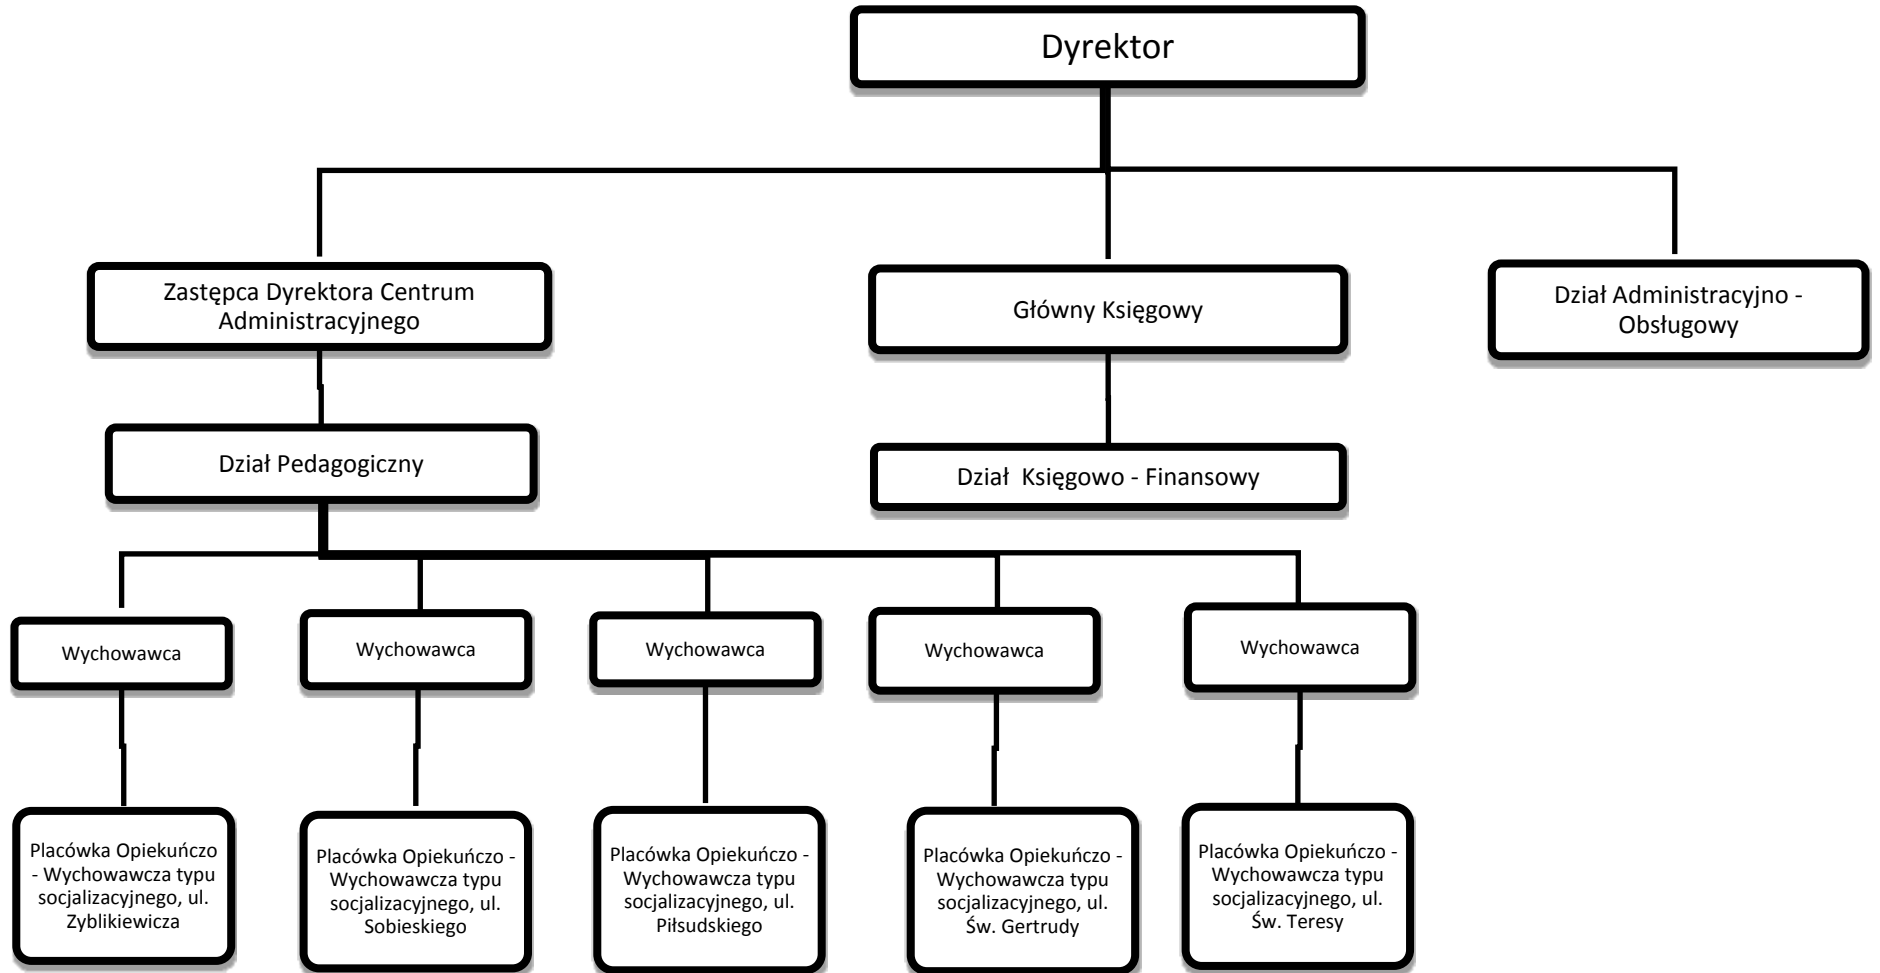 Dyrektor
Zastępca Dyrektora Centrum
Administracyjnego
Główny Księgowy
Dział Administracyjno -
Obsługowy
Dział Pedagogiczny
Dział  Księgowo - Finansowy
Wychowawca
Wychowawca
Wychowawca
Wychowawca
Wychowawca
Placówka Opiekuńczo
- Wychowawcza typu
socjalizacyjnego, ul.
Zyblikiewicza
Placówka Opiekuńczo -
Wychowawcza typu
socjalizacyjnego, ul.
Sobieskiego
Placówka Opiekuńczo -
Wychowawcza typu
socjalizacyjnego, ul.
Piłsudskiego
Placówka Opiekuńczo -
Wychowawcza typu
socjalizacyjnego, ul.
Św. Gertrudy
Placówka Opiekuńczo -
Wychowawcza typu
socjalizacyjnego, ul.
Św. Teresy